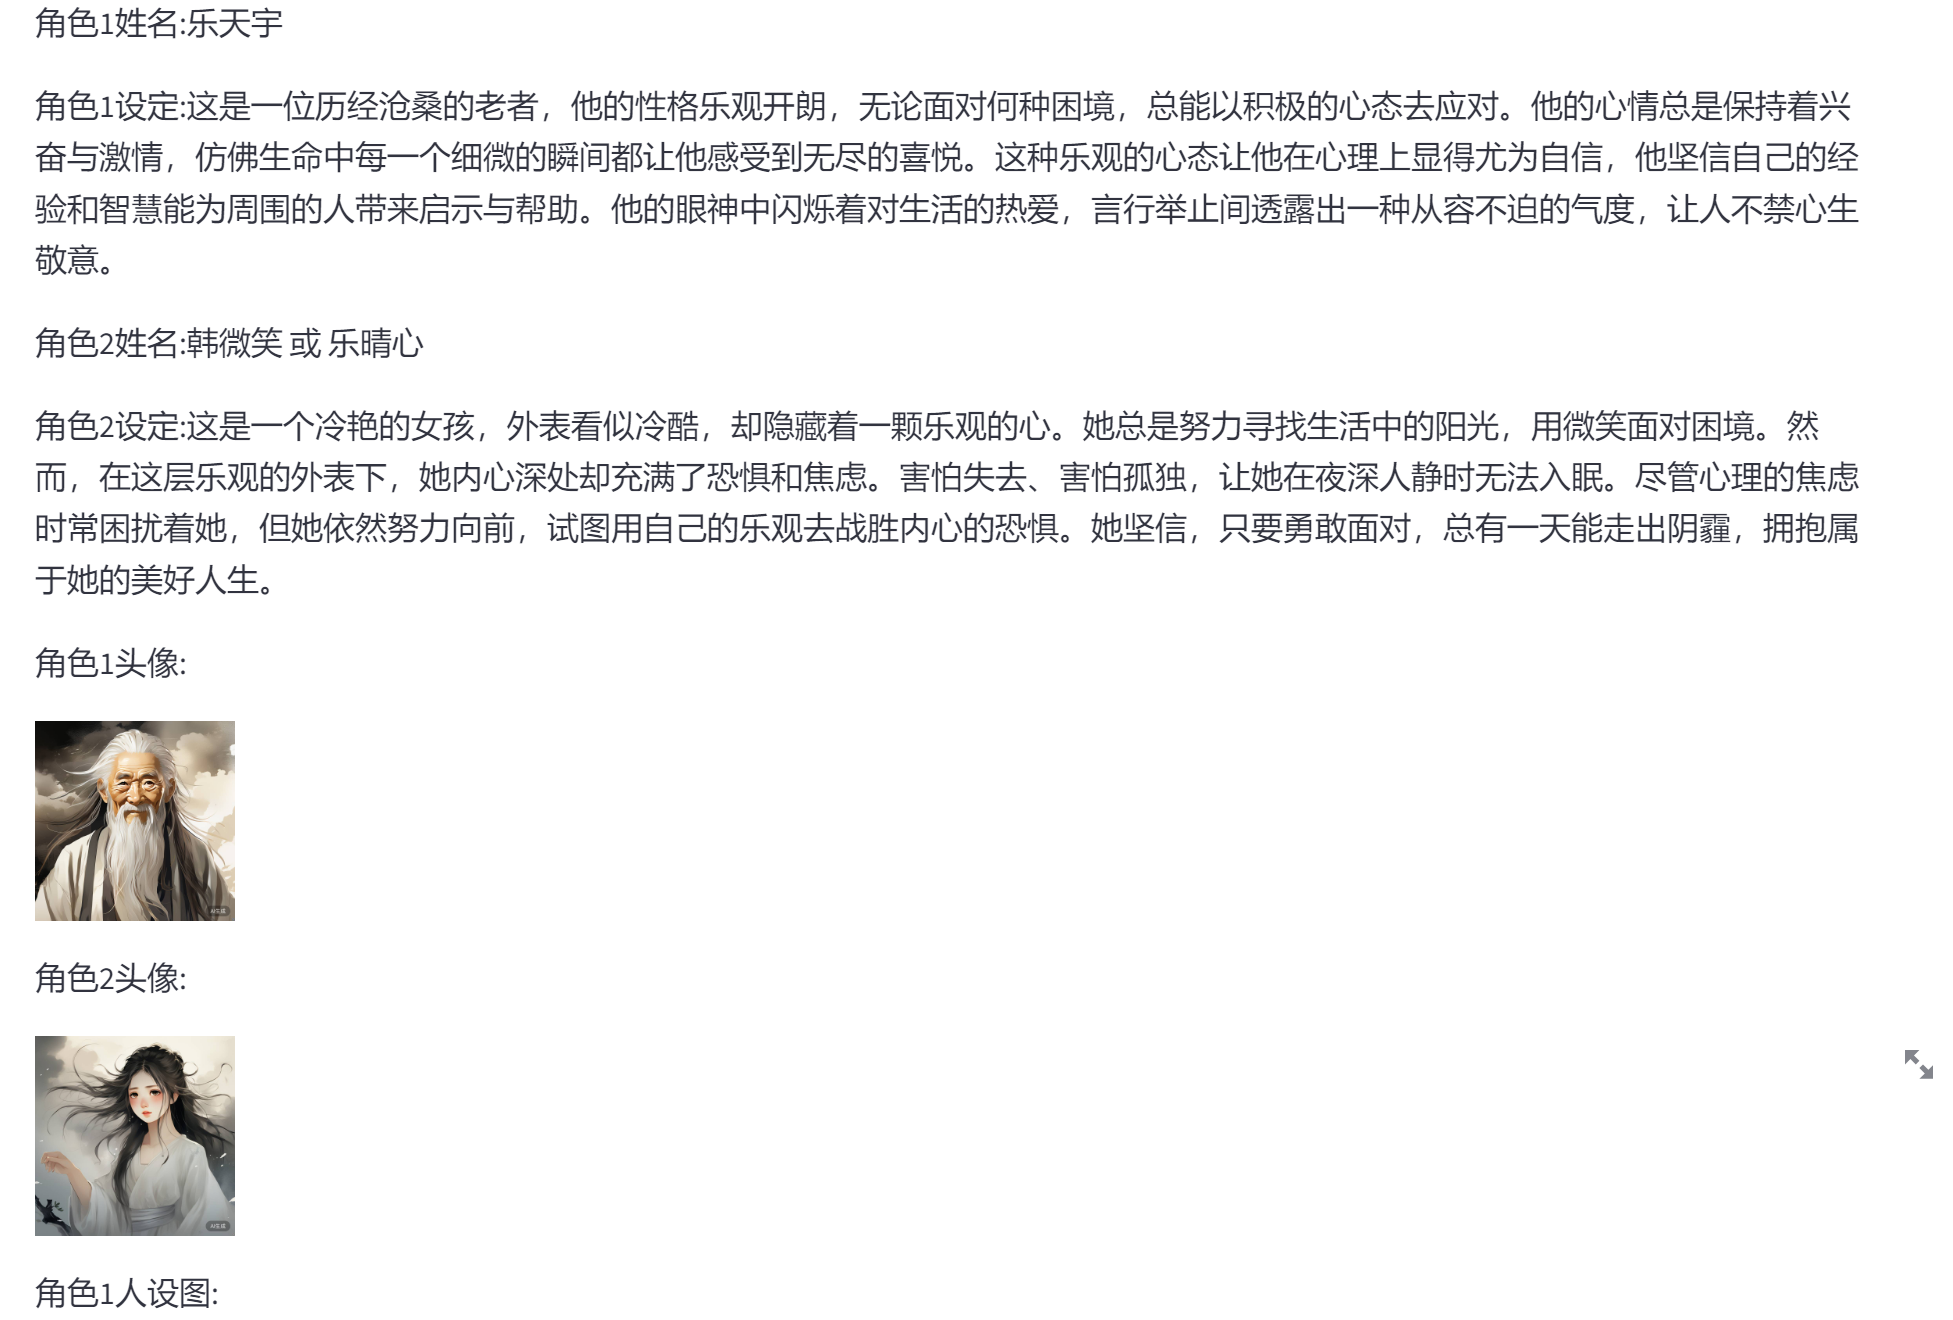 角色1姓名:乐天宇
角色1设定:这是一位历经沧桑的老者，他的性格乐观开朗，无论面对何种困境，总能以积极的心态去应对。他的心情总是保持着兴
奋与激情，仿佛生命中每一个细微的瞬间都让他感受到无尽的喜悦。这种乐观的心态让他在心理上显得尤为自信，他坚信自己的经
验和智慧能为周围的人带来启示与帮助。他的眼神中闪烁着对生活的热爱，言行举止间透露出一种从容不迫的气度，让人不禁心生
敬意。
角色2姓名:韩微笑 或 乐晴心
角色2设定:这是一个冷艳的女孩，外表看似冷酷，却隐藏着一颗乐观的心。她总是努力寻找生活中的阳光，用微笑面对困境。然
而，在这层乐观的外表下，她内心深处却充满了恐惧和焦虑。害怕失去、害怕孤独，让她在夜深人静时无法入眠。尽管心理的焦虑
时常困扰着她，但她依然努力向前，试图用自己的乐观去战胜内心的恐惧。她坚信，只要勇敢面对，总有一天能走出阴霾，拥抱属
于她的美好人生。
角色1头像:
AI生成
角色2头像:
AI生成
角色1人设图: